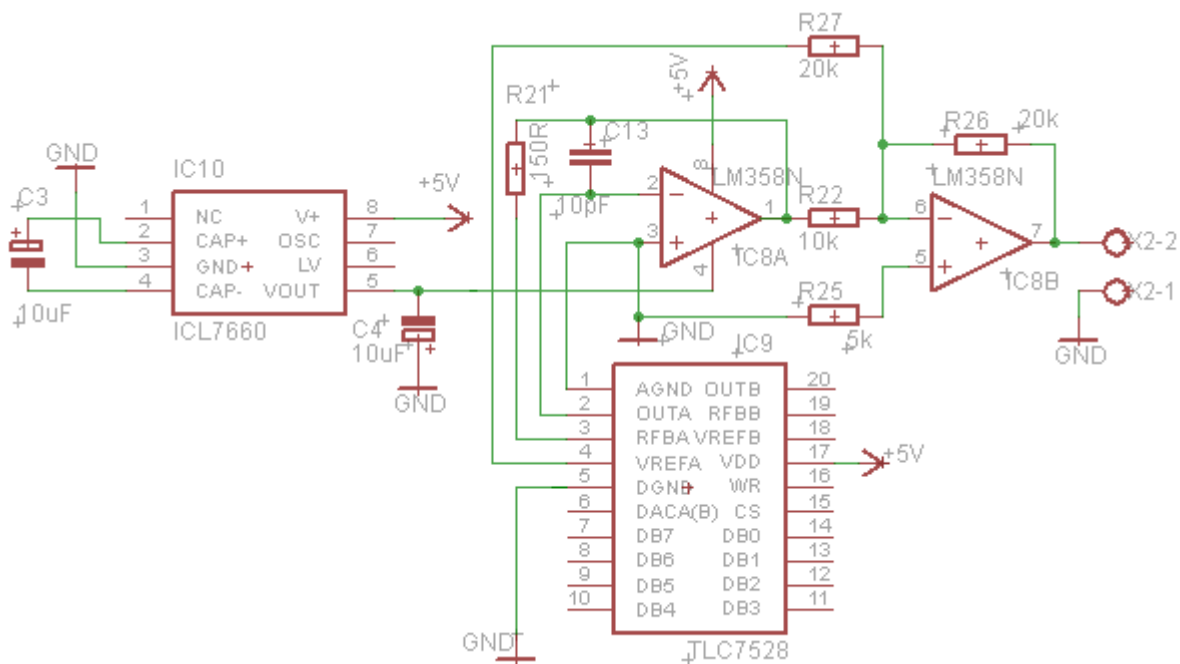 R27
20k
+5V
R21
150R
C13
10pF
R26
20k
GND
IC10
C3
10uF
1 NC V+ 8
2 CAP+ OSC 7
3 GND LV 6
4 CAP- VOUT 5
ICL7660
+5V
C4
10uF
GND
LM358N
8
2
3
1
4
IC8A
R22
10k
LM358N
6
5
7
IC8B
X2-2
X2-1
GND
R25
5k
GND
IC9
1 AGND OUTB 20
2 OUTA RFBB 19
3 RFBA VREFB 18
4 VREFA VDD 17
+5V
5 DGND WR 16
6 DACA(B) CS 15
7 DB7 DB0 14
8 DB6 DB1 13
9 DB5 DB2 12
10 DB4 DB3 11
GND
TLC7528